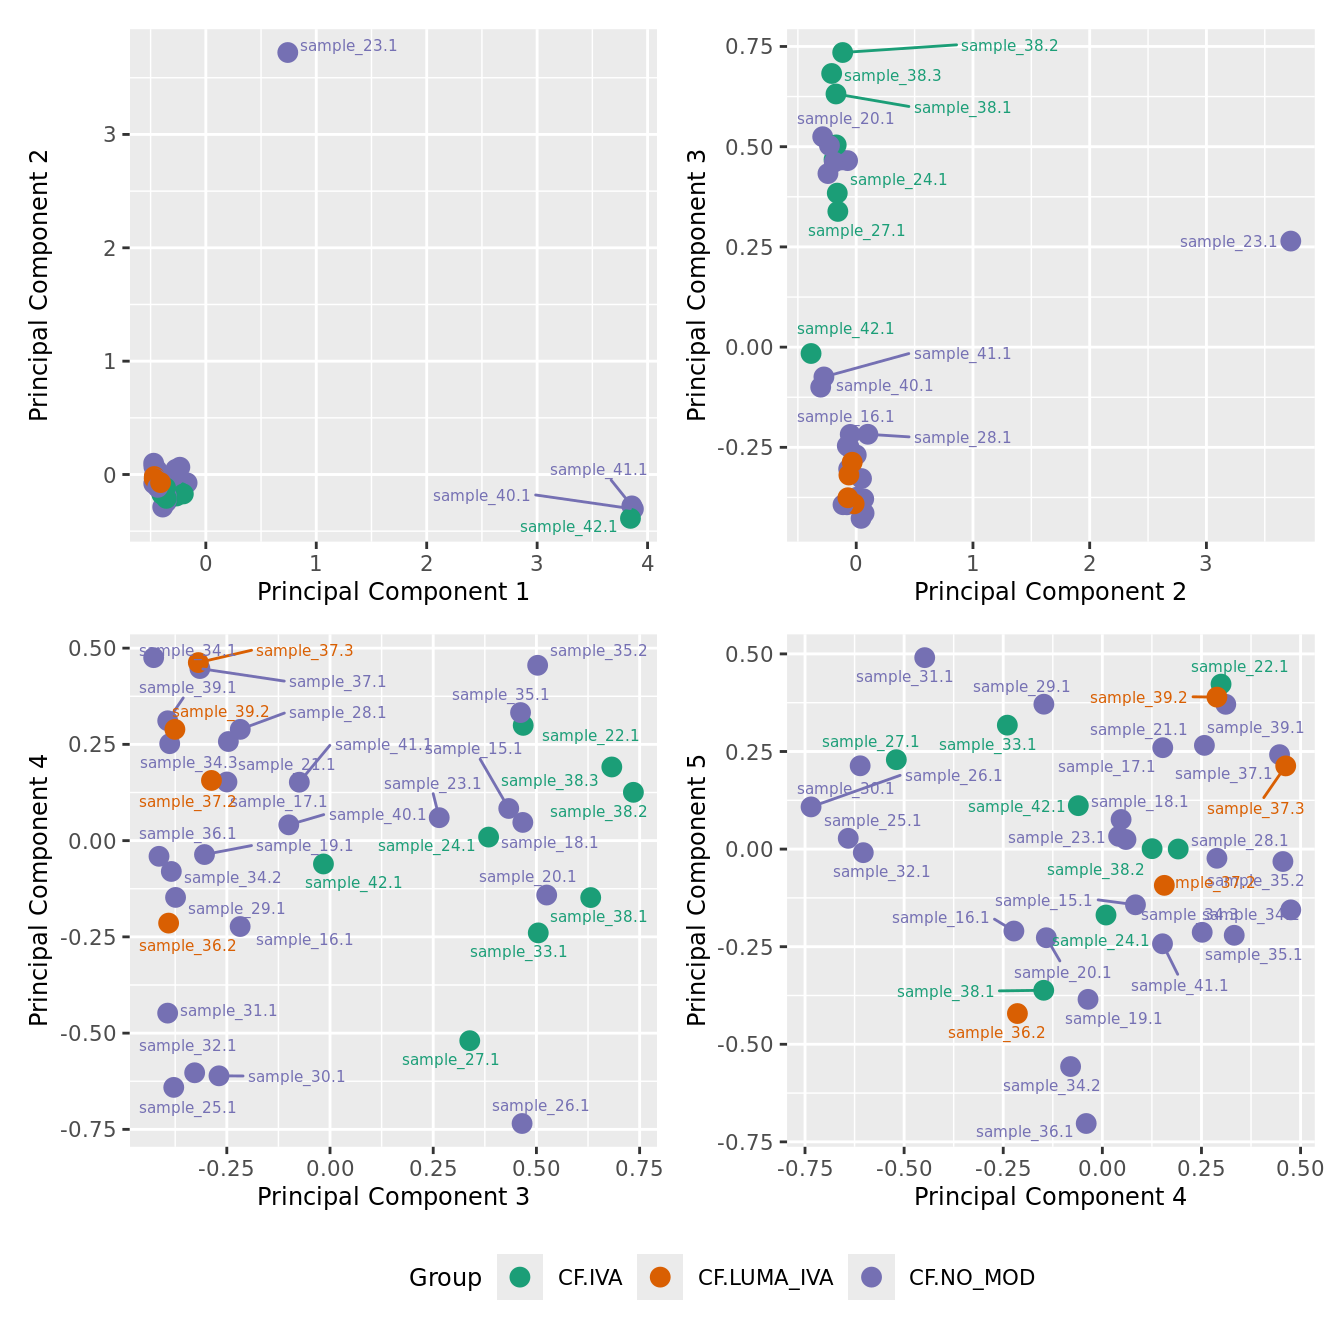 sample_23.1
sample_41.1
sample_40.1
sample_42.1
3
2
1
0
Principal Component 2
0
1
2
3
4
Principal Component 1
sample_38.2
sample_38.3
sample_38.1
sample_20.1
sample_24.1
sample_27.1
sample_23.1
sample_42.1
sample_41.1
sample_40.1
sample_16.1
sample_28.1
0.75
0.50
0.25
0.00
-0.25
Principal Component 3
0
1
2
3
Principal Component 2
sample_34.1
sample_37.3
sample_35.2
sample_37.1
sample_39.1
sample_35.1
sample_39.2
sample_28.1
sample_22.1
sample_41.1
sample_15.1
sample_34.3
sample_21.1
sample_38.3
sample_23.1
sample_37.2
sample_17.1
sample_38.2
sample_40.1
sample_36.1
sample_19.1
sample_24.1
sample_18.1
sample_34.2
sample_42.1
sample_20.1
sample_29.1
sample_38.1
sample_16.1
sample_36.2
sample_33.1
sample_31.1
sample_32.1
sample_27.1
sample_30.1
sample_25.1
sample_26.1
0.50
0.25
0.00
-0.25
-0.50
-0.75
Principal Component 4
-0.25
0.00
0.25
0.50
0.75
Principal Component 3
sample_22.1
sample_31.1
sample_29.1
sample_39.2
sample_39.1
sample_21.1
sample_27.1
sample_33.1
sample_17.1
sample_37.1
sample_26.1
sample_30.1
sample_18.1
sample_42.1
sample_37.3
sample_25.1
sample_23.1
sample_28.1
sample_32.1
sample_38.2
mple_37.2
sample_35.2
sample_15.1
sample_16.1
sample_34.3
sample_34.1
sample_24.1
sample_35.1
sample_20.1
sample_41.1
sample_38.1
sample_19.1
sample_36.2
sample_34.2
sample_36.1
0.50
0.25
0.00
-0.25
-0.50
-0.75
Principal Component 5
-0.75
-0.50
-0.25
0.00
0.25
0.50
Principal Component 4
Group
CF.IVA
CF.LUMA_IVA
CF.NO_MOD